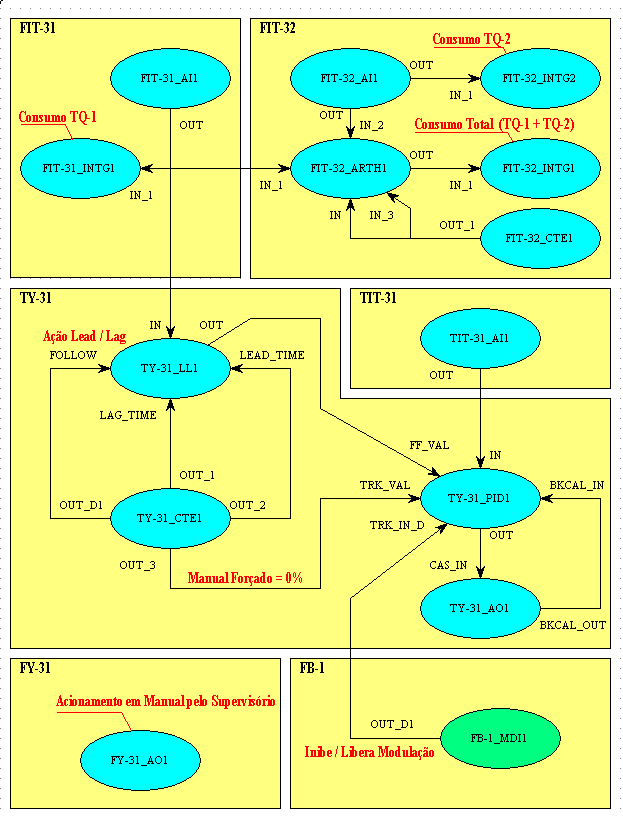 FIT-31
FIT-31_AI1
OUT
Consumo TQ-1
FIT-31_INTG1
IN_1
FIT-32
Consumo TQ-2
FIT-32_AI1
OUT
IN_1
FIT-32_INTG2
OUT
IN_2
Consumo Total (TQ-1 + TQ-2)
FIT-32_ARTH1
OUT
IN_1
FIT-32_INTG1
IN_1
IN
IN_3
OUT_1
FIT-32_CTE1
TY-31
IN
OUT
Ação Lead / Lag
FOLLOW
LEAD_TIME
TY-31_LL1
LAG_TIME
OUT_1
OUT_D1
OUT_2
TY-31_CTE1
OUT_3
Manual Forçado = 0%
TIT-31
TIT-31_AI1
OUT
FF_VAL
IN
TRK_VAL
BKCAL_IN
TY-31_PID1
TRK_IN_D
OUT
CAS_IN
TY-31_AO1
BKCAL_OUT
FY-31
Acionamento em Manual pelo Supervisório
FY-31_AO1
FB-1
OUT_D1
FB-1_MDI1
Inibe / Libera Modulação